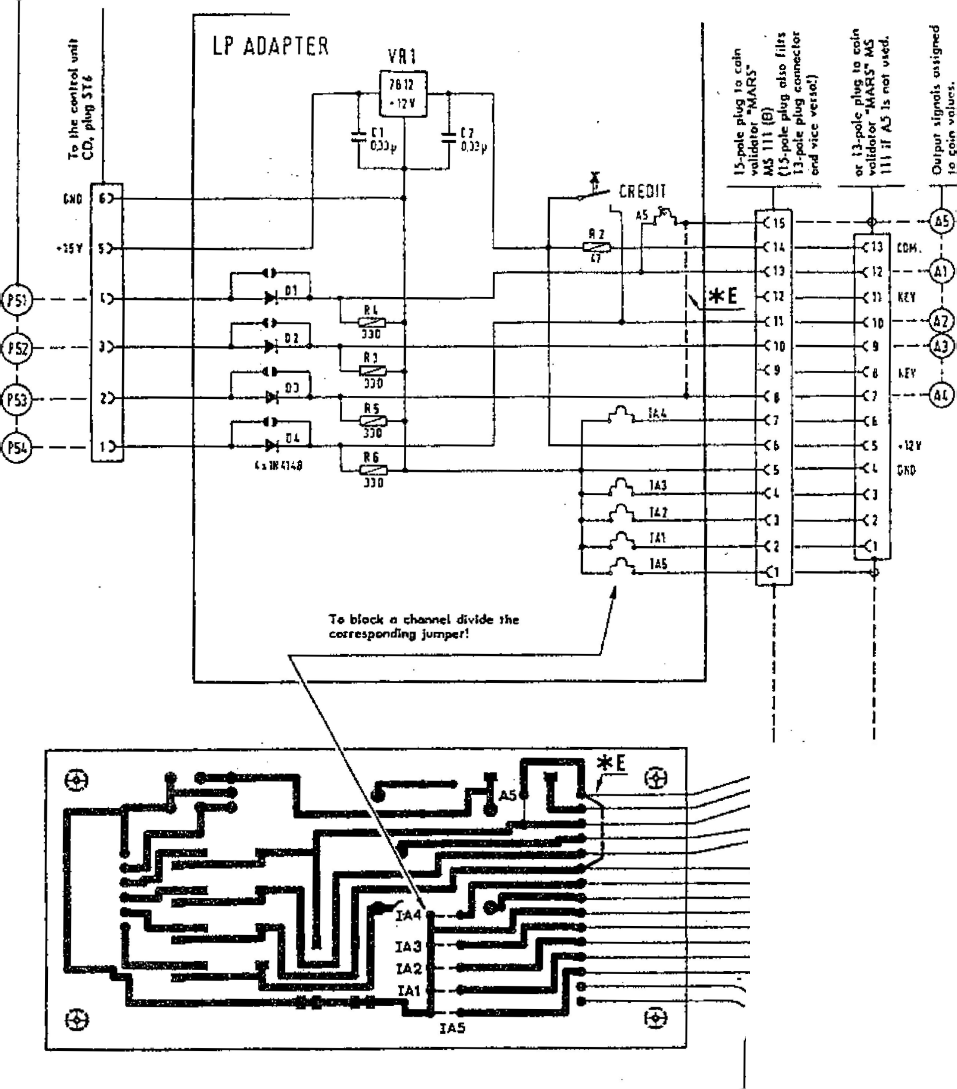 LP ADAPTER
VR1
7812
+12V
C1
0,33µ
C2
0,33µ
To the control unit
CD, plug ST6
15-pole plug to coin
validator "MARS"
MS 111 (B)
(15-pole plug also fits
13-pole plug connector
and vice versa!)
or 13-pole plug to coin
validator "MARS" MS
111 if A5 is not used.
Output signals assigned
to coin values.
GND
6
+15V
5
PS1
4
D1
R4
330
PS2
3
D2
R3
330
PS3
2
D3
R5
330
PS4
1
D4
4x1N4148
R6
330
CREDIT
A5
R2
47
*E
IA4
IA3
IA2
IA1
IA5
15
14
13
12
11
10
9
8
7
6
5
4
3
2
1
13
12
11
10
9
8
7
6
5
4
3
2
1
COM.
KEY
KEY
+12V
GND
A5
A1
A2
A3
A4
To block a channel divide the
corresponding jumper!
*E
A5
IA4
IA3
IA2
IA1
IA5